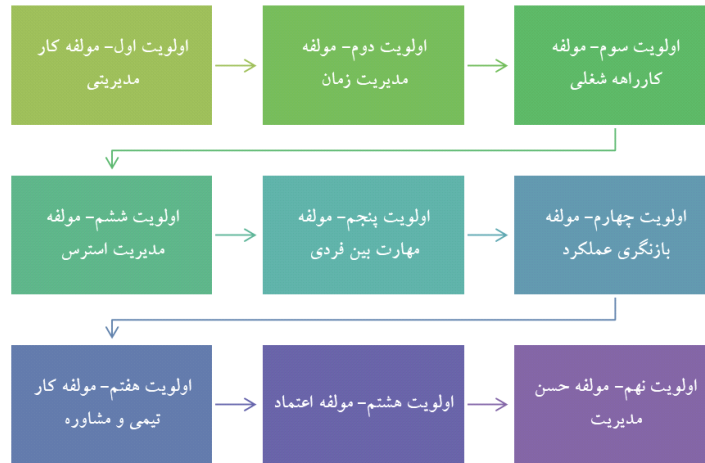 اولویت اول- مولفه کار
مدیریتی
اولویت دوم- مولفه
مدیریت زمان
اولویت سوم- مولفه
کارراهه شغلی
اولویت ششم- مولفه
مدیریت استرس
اولویت پنجم- مولفه
مهارت بین فردی
اولویت چهارم- مولفه
بازنگری عملکرد
اولویت هفتم- مولفه کار
تیمی و مشاوره
اولویت هشتم- مولفه اعتماد
اولویت نهم- مولفه حسن
مدیریت